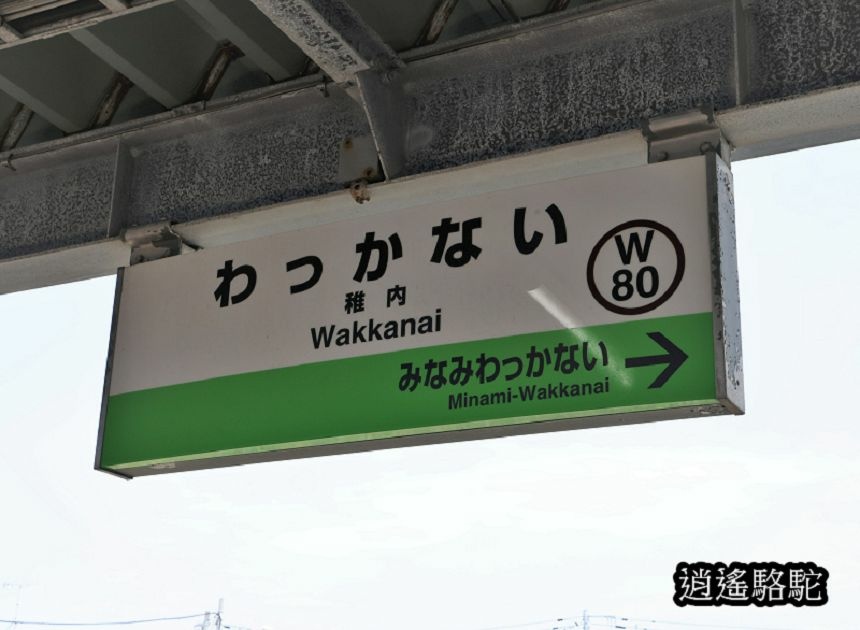 わっかない
稚内
Wakkanai
W
80
みなみわっかない →
Minami-Wakkanai
逍遙駱駝